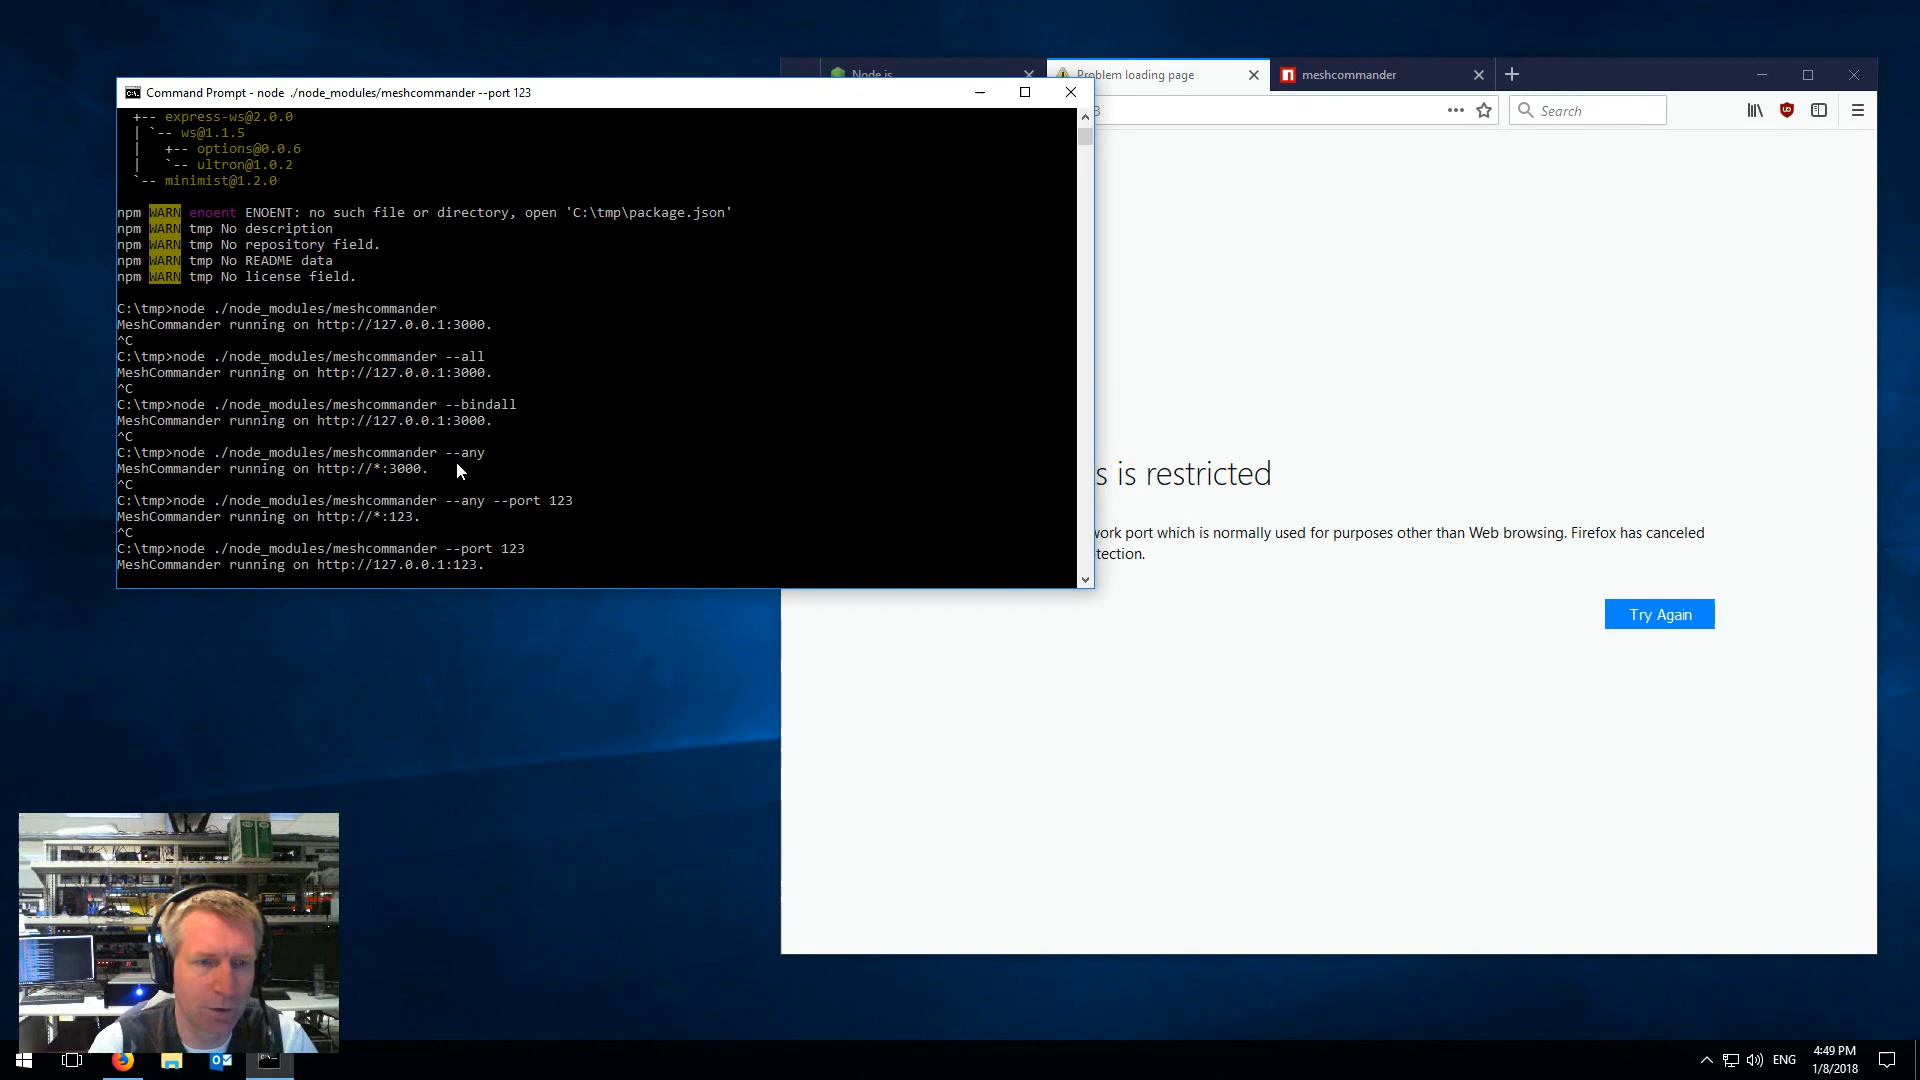 Node.js
Problem loading page
meshcommander
Command Prompt - node ./node_modules/meshcommander --port 123
3
Search
+-- express-ws@2.0.0
| `-- ws@1.1.5
| +-- options@0.0.6
| `-- ultron@1.0.2
`-- minimist@1.2.0
npm WARN enoent ENOENT: no such file or directory, open 'C:\tmp\package.json'
npm WARN tmp No description
npm WARN tmp No repository field.
npm WARN tmp No README data
npm WARN tmp No license field.
C:\tmp>node ./node_modules/meshcommander
MeshCommander running on http://127.0.0.1:3000.
^C
C:\tmp>node ./node_modules/meshcommander --all
MeshCommander running on http://127.0.0.1:3000.
^C
C:\tmp>node ./node_modules/meshcommander --bindall
MeshCommander running on http://127.0.0.1:3000.
^C
C:\tmp>node ./node_modules/meshcommander --any
MeshCommander running on http://*:3000.
^C
C:\tmp>node ./node_modules/meshcommander --any --port 123
MeshCommander running on http://*:123.
^C
C:\tmp>node ./node_modules/meshcommander --port 123
MeshCommander running on http://127.0.0.1:123.
s is restricted
work port which is normally used for purposes other than Web browsing. Firefox has canceled
tection.
Try Again
ENG
4:49 PM
1/8/2018